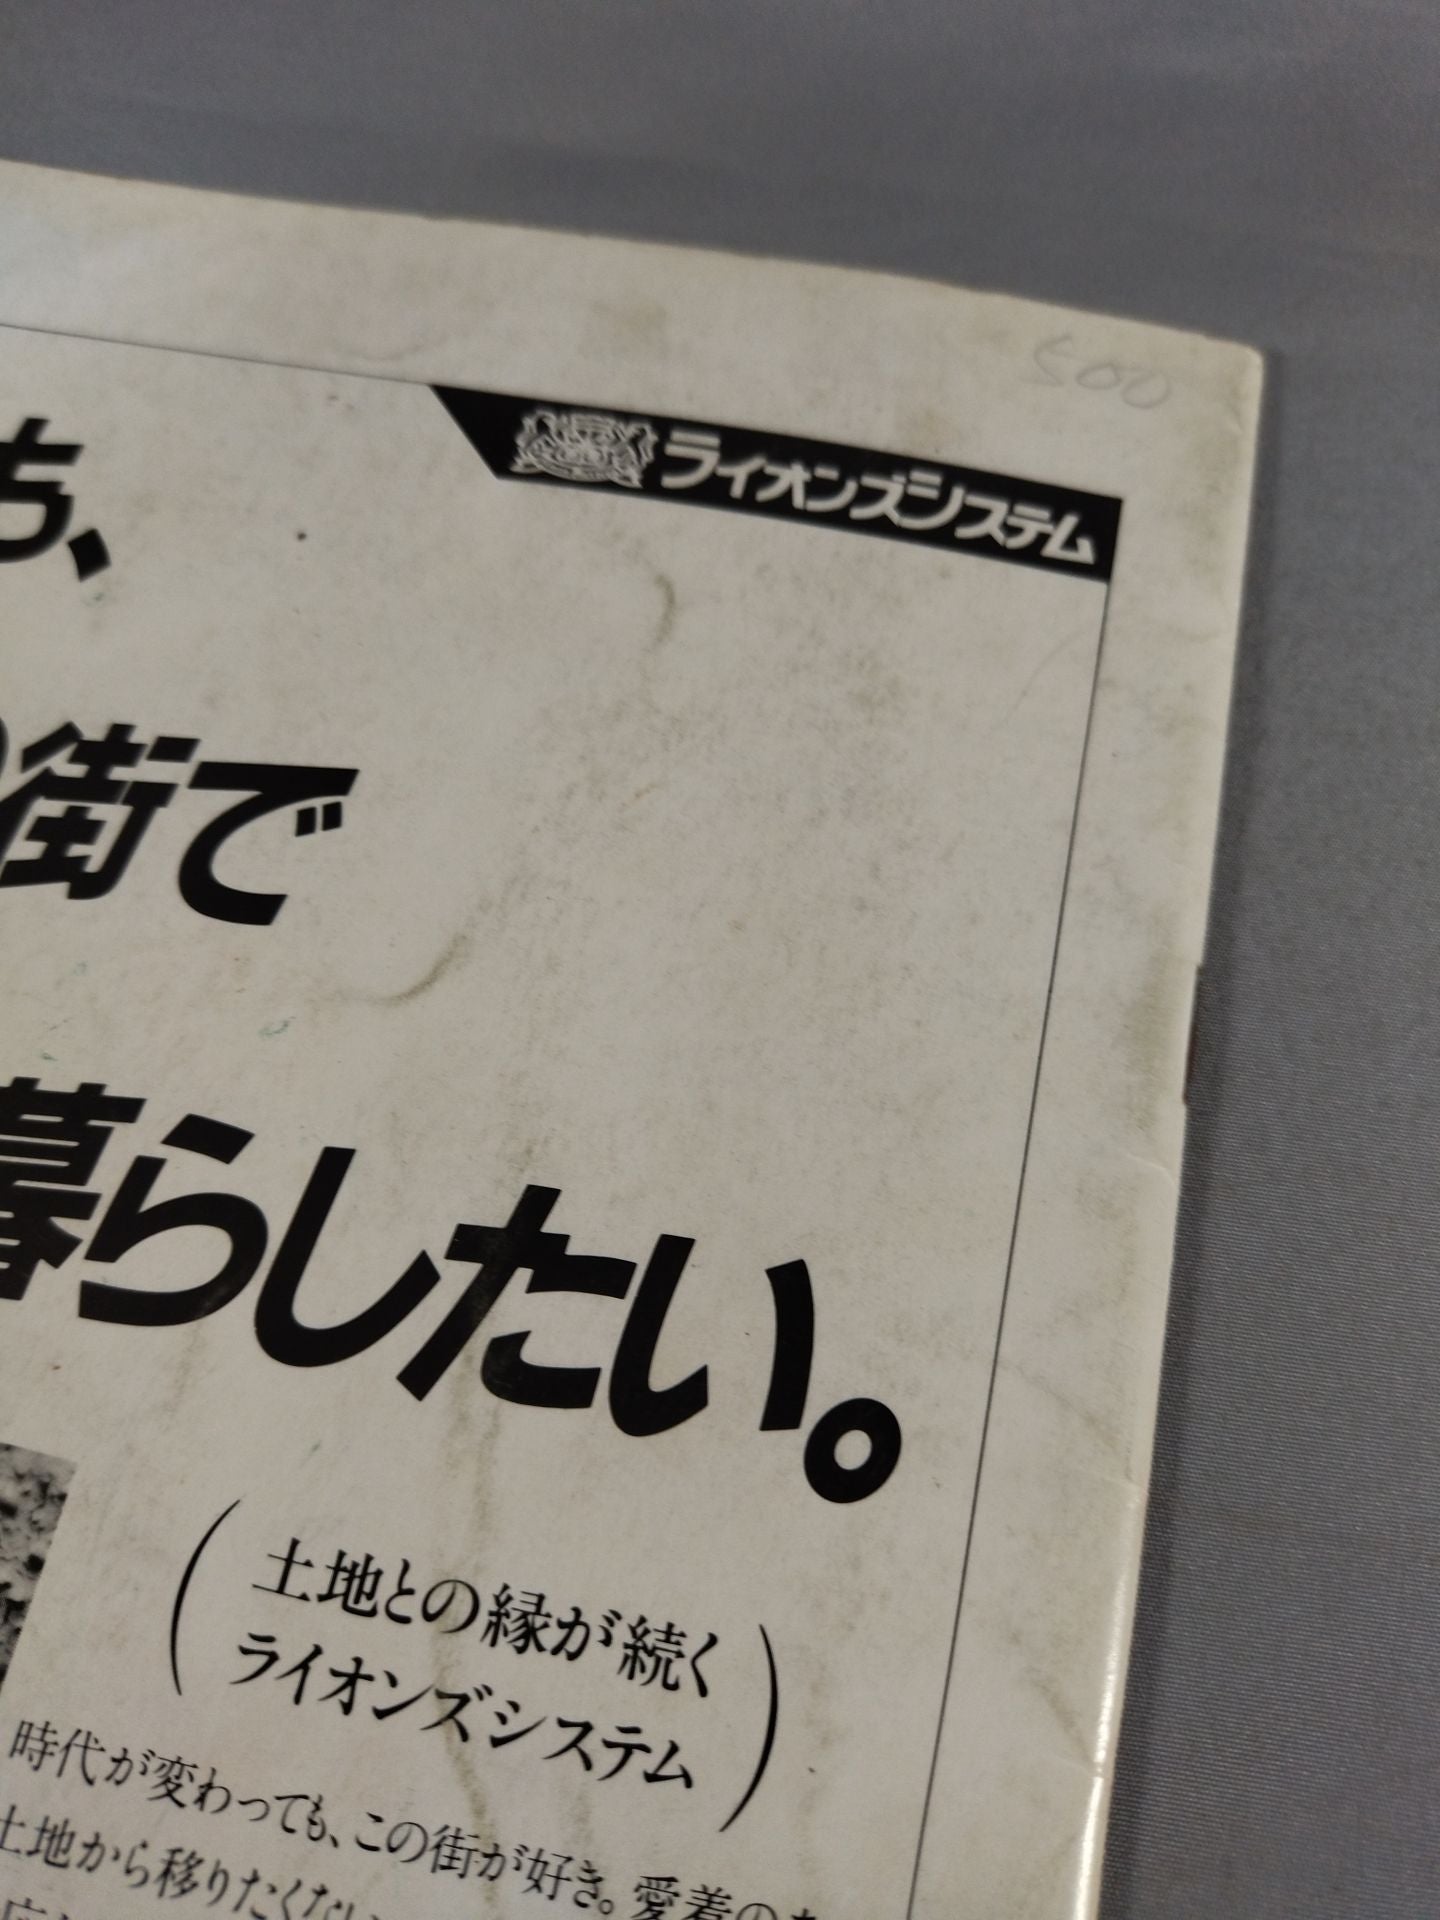 500
ライオンズシステム
ち、
の街で
暮らしたい。
土地との縁が続く
ライオンズシステム
時代が変わっても、この街が好き。愛着の
土地から移りたくない